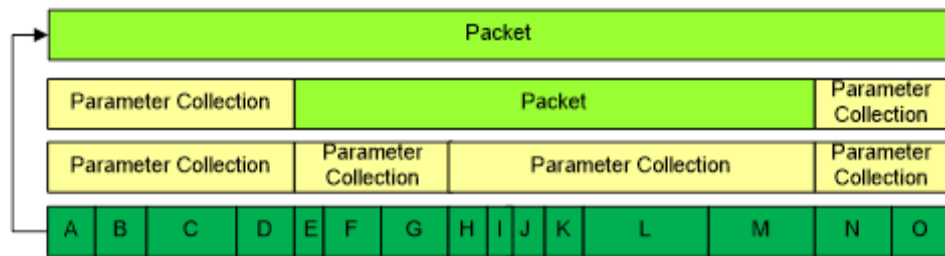 Packet
Parameter Collection Packet Parameter
Collection
Parameter Collection Parameter
Collection Parameter Collection Parameter
Collection
A B C D E F G H I J K L M N O